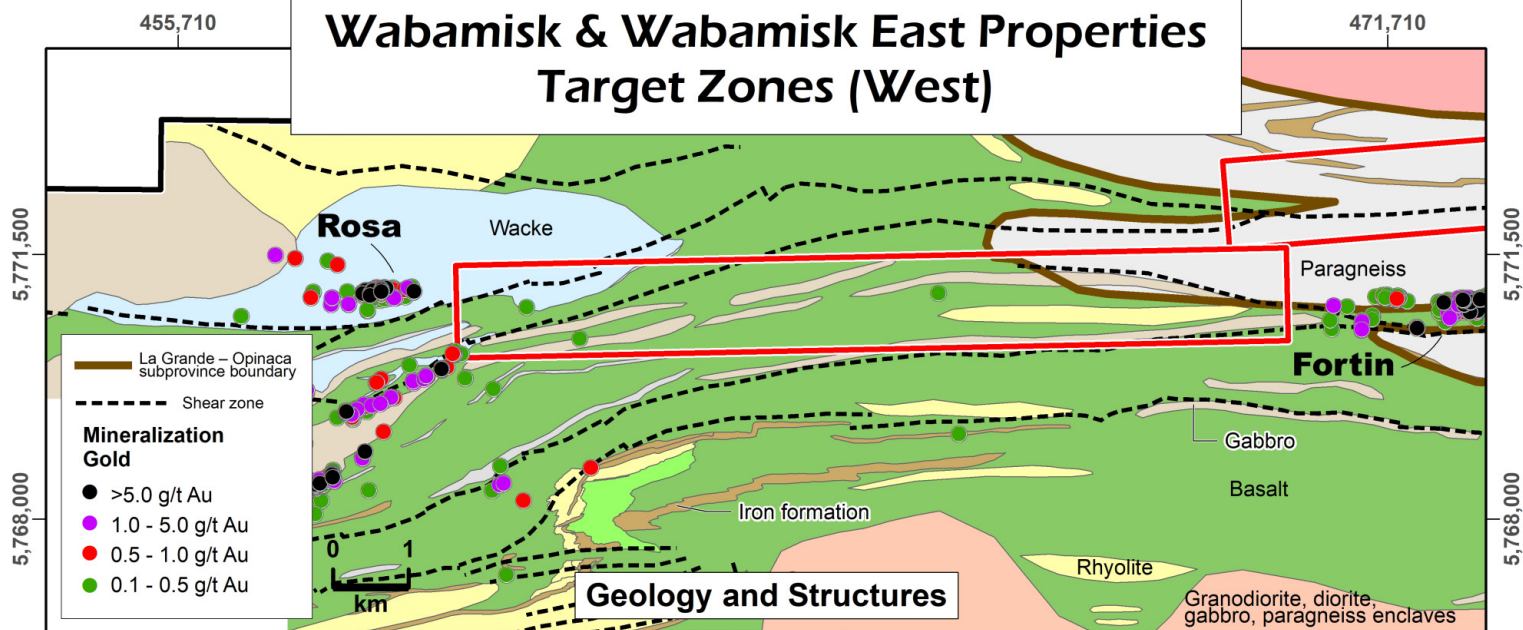 Wabamisk & Wabamisk East Properties
Target Zones (West)
455,710
471,710
5,771,500
5,771,500
Rosa
Wacke
Paragneiss
Fortin
La Grande – Opinaca
subprovince boundary
Shear zone
Mineralization
Gold
>5.0 g/t Au
1.0 - 5.0 g/t Au
0.5 - 1.0 g/t Au
0.1 - 0.5 g/t Au
Gabbro
Basalt
Iron formation
5,768,000
5,768,000
0 1
km
Rhyolite
Geology and Structures
Granodiorite, diorite,
gabbro, paragneiss enclaves